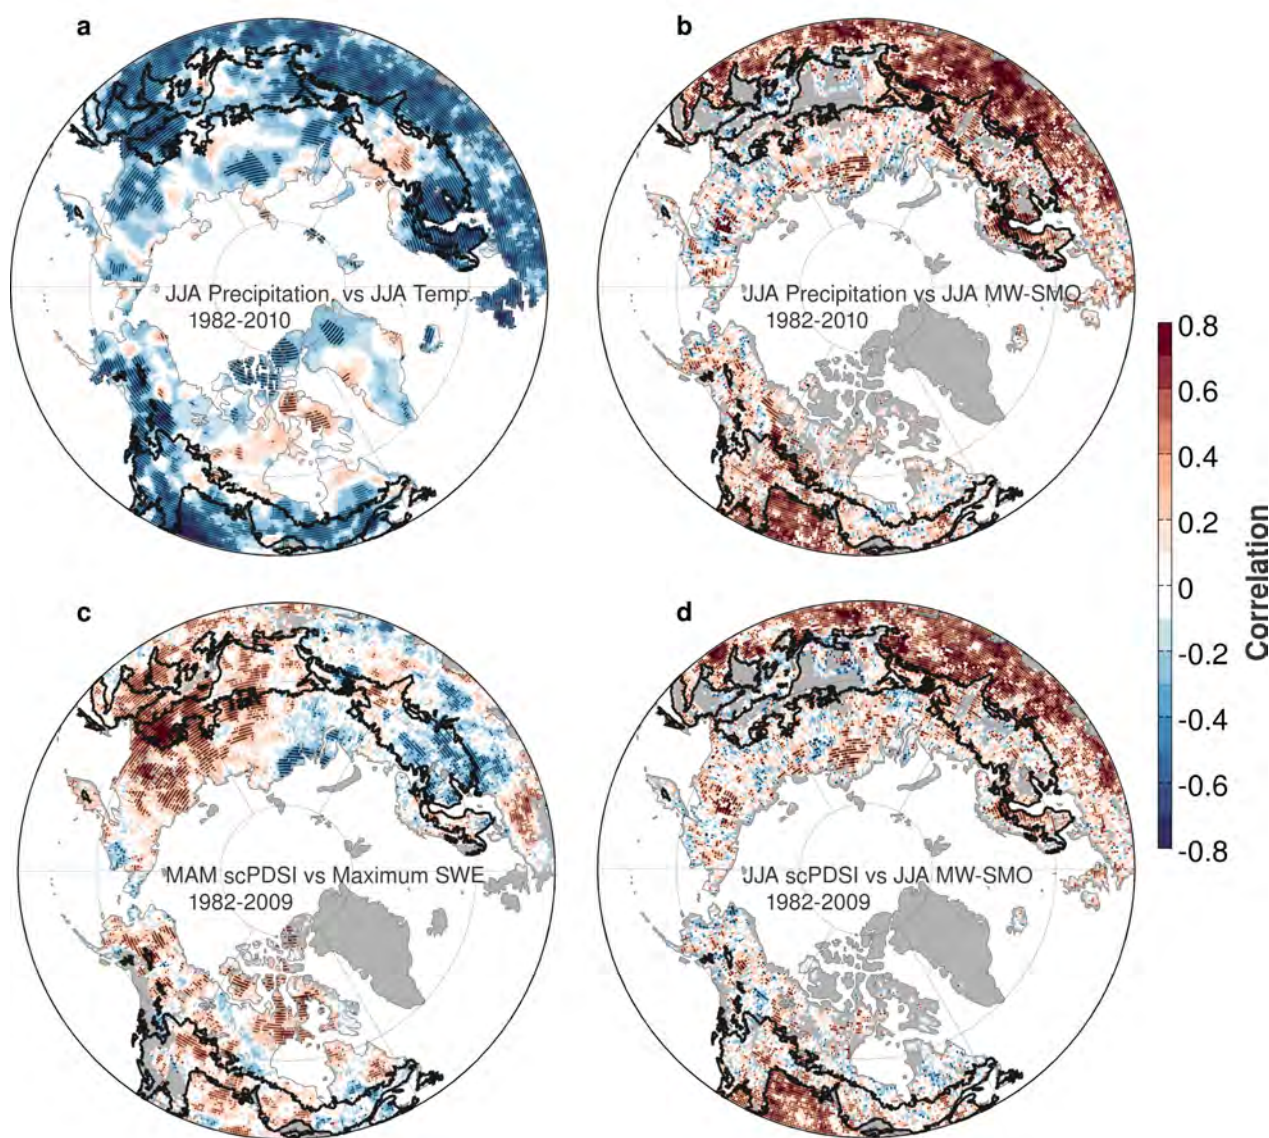 a
b
JJA Precipitation, vs JJA Temp.
1982-2010
JJA Precipitation vs JJA MW-SMO
1982-2010
c
d
MAM scPDSI vs Maximum SWE
1982-2009
JJA scPDSI vs JJA MW-SMO
1982-2009
0.8
0.6
0.4
0.2
0
-0.2
-0.4
-0.6
-0.8
Correlation